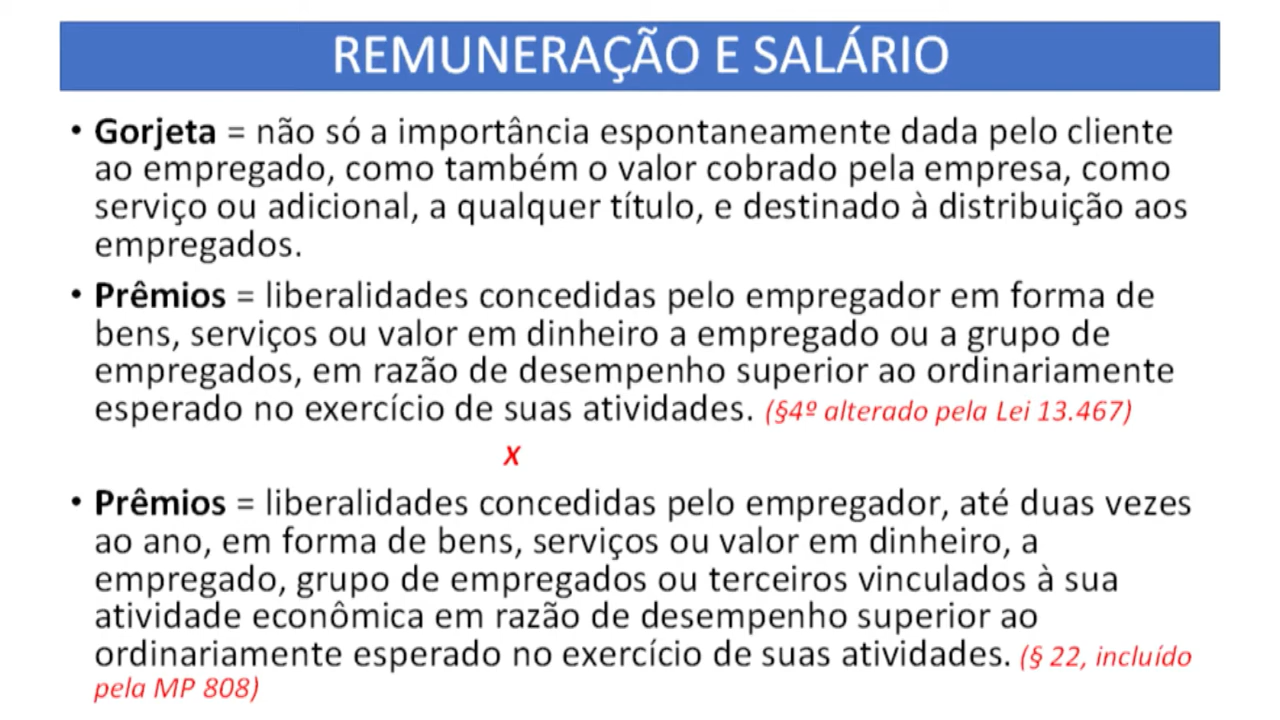 REMUNERAÇÃO E SALÁRIO
• Gorjeta = não só a importância espontaneamente dada pelo cliente
ao empregado, como também o valor cobrado pela empresa, como
serviço ou adicional, a qualquer título, e destinado à distribuição aos
empregados.
• Prêmios = liberalidades concedidas pelo empregador em forma de
bens, serviços ou valor em dinheiro a empregado ou a grupo de
empregados, em razão de desempenho superior ao ordinariamente
esperado no exercício de suas atividades. (§4º alterado pela Lei 13.467)
X
• Prêmios = liberalidades concedidas pelo empregador, até duas vezes
ao ano, em forma de bens, serviços ou valor em dinheiro, a
empregado, grupo de empregados ou terceiros vinculados à sua
atividade econômica em razão de desempenho superior ao
ordinariamente esperado no exercício de suas atividades. (§ 22, incluído
pela MP 808)